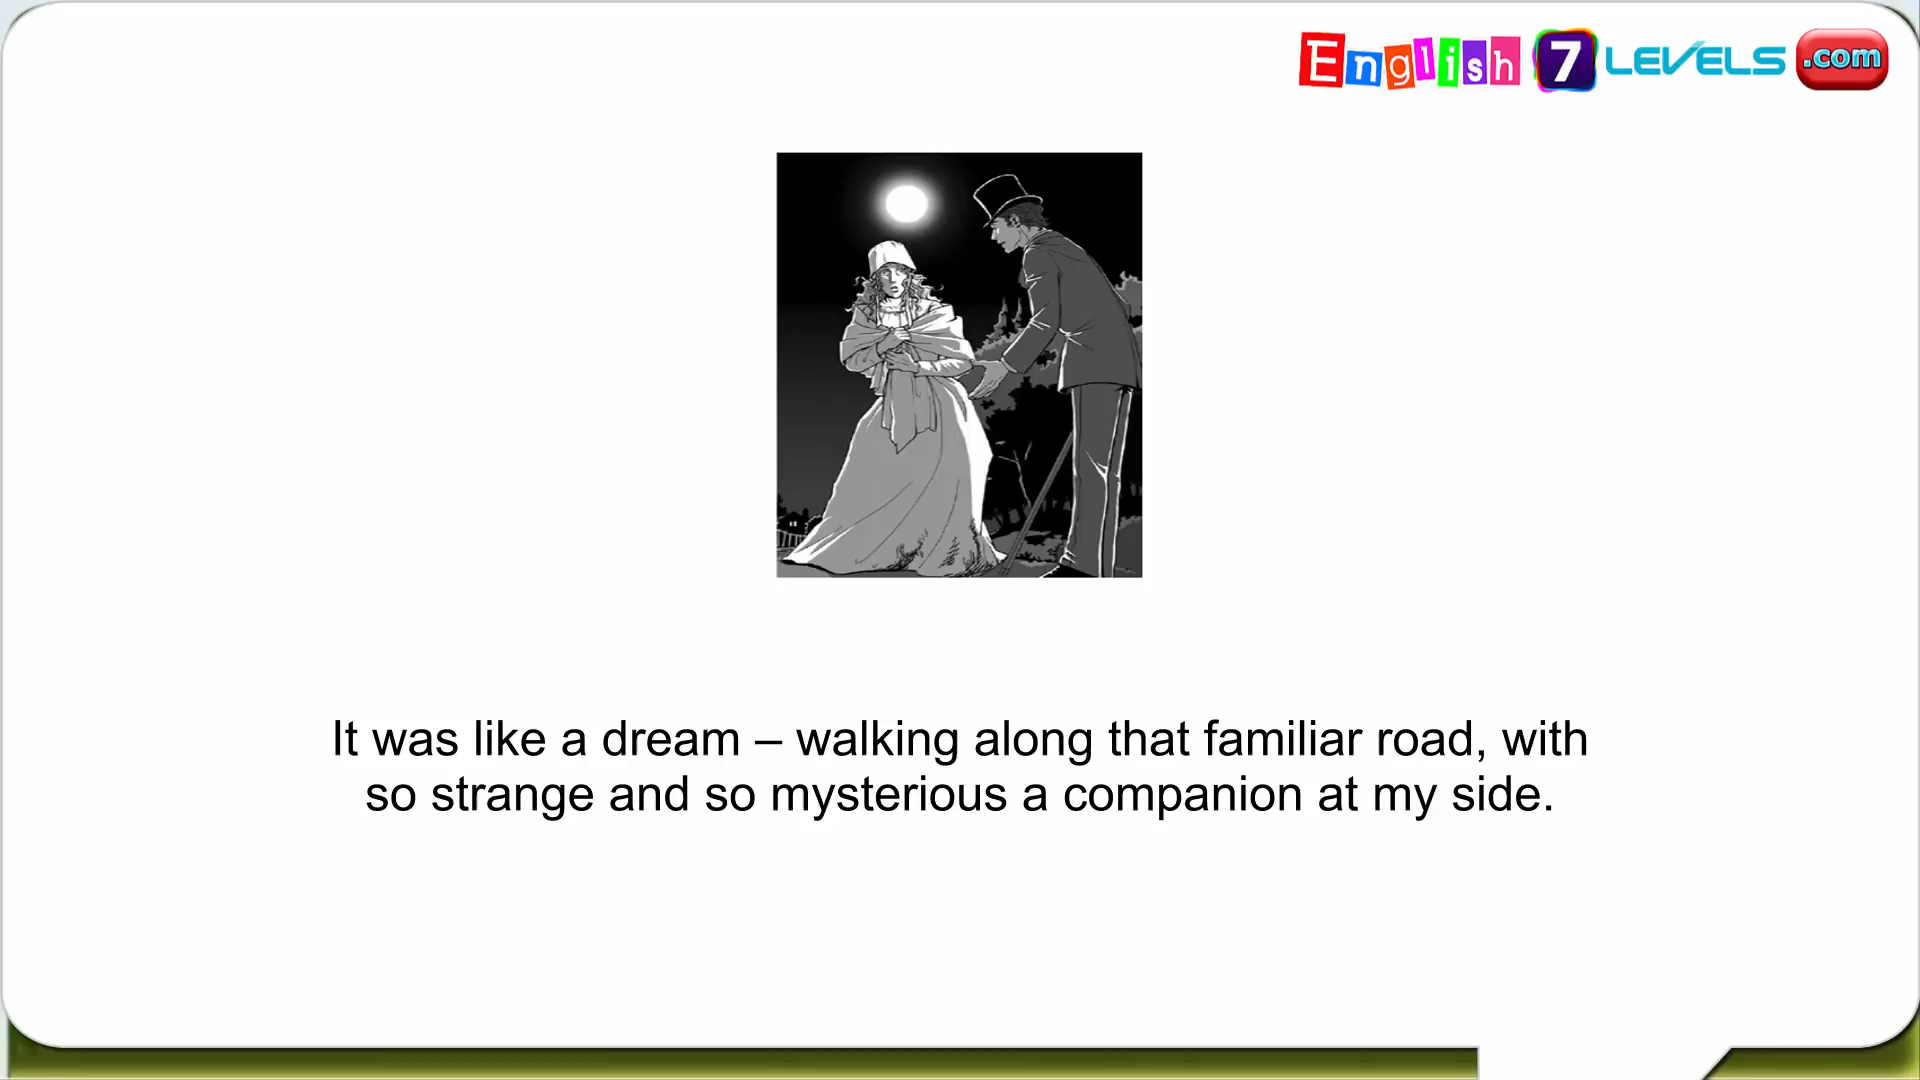 English 7 LEVELS .com
It was like a dream – walking along that familiar road, with
so strange and so mysterious a companion at my side.